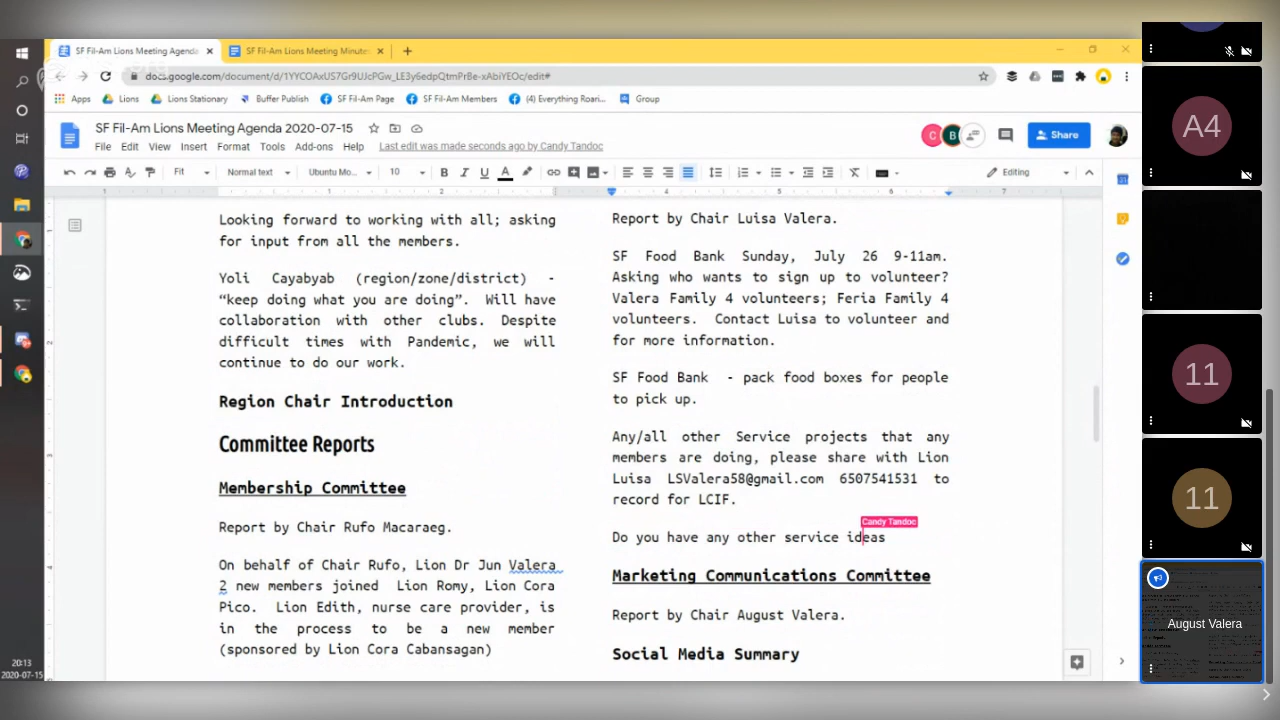 SF Fil-Am Lions Meeting Agenda
SF Fil-Am Lions Meeting Minute
docs.google.com/document/d/1YYCOAxUS7Gr9UJcPGw_LE3y6edpQtmPrBe-xAbiYEOc/edit#
Apps
Lions
Lions Stationary
Buffer Publish
SF Fil-Am Page
SF Fil-Am Members
(4) (Everything Roari...
Group
SF Fil-Am Lions Meeting Agenda 2020-07-15
C
B
Share
File Edit View Insert Format Tools Add-ons Help
Last edit was made seconds ago by Candy Tandoc
Fit
Normal text
Ubuntu Mo...
10
Editing
Looking forward to working with all; asking
for input from all the members.
Yoli Cayabyab (region/zone/district) -
“keep doing what you are doing”. Will have
collaboration with other clubs. Despite
difficult times with Pandemic, we will
continue to do our work.
Region Chair Introduction
Committee Reports
Membership Committee
Report by Chair Rufo Macaraeg.
On behalf of Chair Rufo, Lion Dr Jun Valera
2 new members joined Lion Romy, Lion Cora
Pico. Lion Edith, nurse care provider, is
in the process to be a new member
(sponsored by Lion Cora Cabansagan)
Report by Chair Luisa Valera.
SF Food Bank Sunday, July 26 9-11am.
Asking who wants to sign up to volunteer?
Valera Family 4 volunteers; Feria Family 4
volunteers. Contact Luisa to volunteer and
for more information.
SF Food Bank - pack food boxes for people
to pick up.
Any/all other Service projects that any
members are doing, please share with Lion
Luisa LSValera58@gmail.com 6507541531 to
record for LCIF.
Candy Tandoc
Do you have any other service ideas
Marketing Communications Committee
Report by Chair August Valera.
Social Media Summary
20:13
2020-07-15
A4
11
11
August Valera